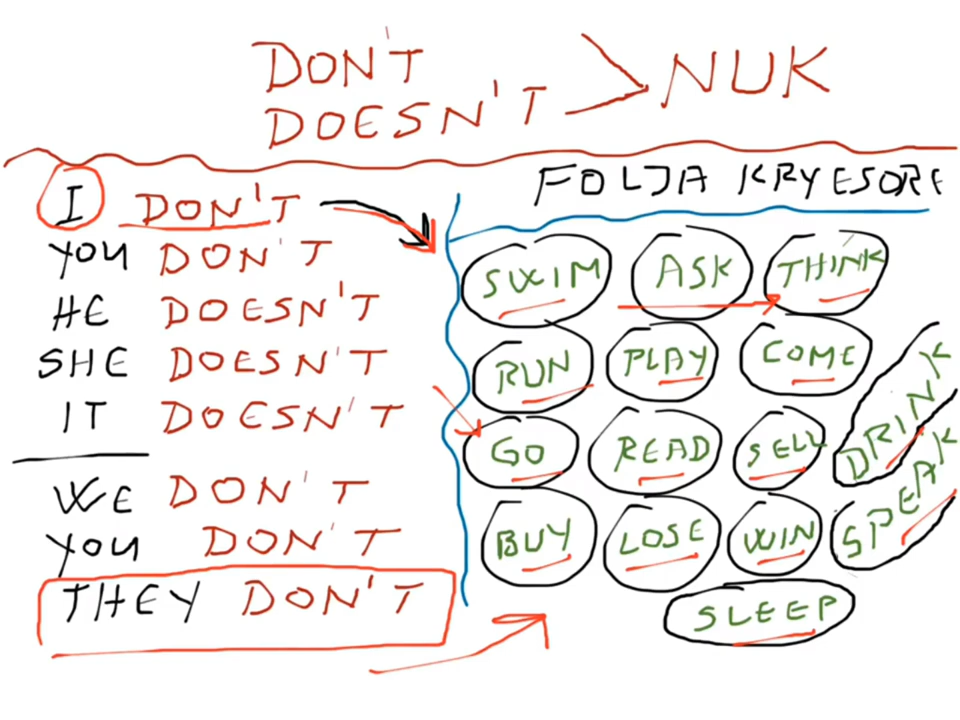 DON'T
DOESN'T > NUK
I DON'T
YOU DON'T
HE DOESN'T
SHE DOESN'T
IT DOESN'T
WE DON'T
YOU DON'T
THEY DON'T
FOLJA KRYESORE
SWIM ASK THINK
RUN PLAY COME
GO READ SELL DRINK
BUY LOSE WIN SPEAK
SLEEP